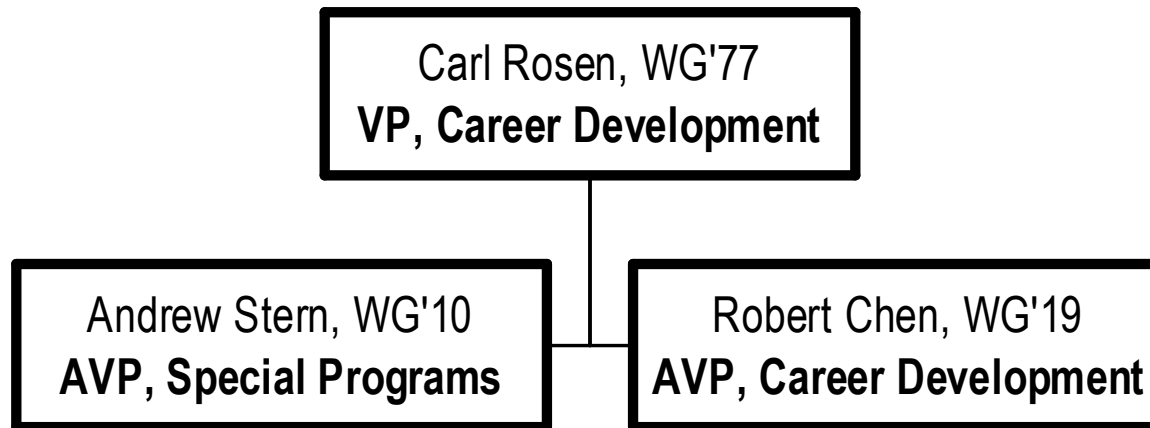 Carl Rosen, WG'77
VP, Career Development
Andrew Stern, WG'10
AVP, Special Programs
Robert Chen, WG'19
AVP, Career Development